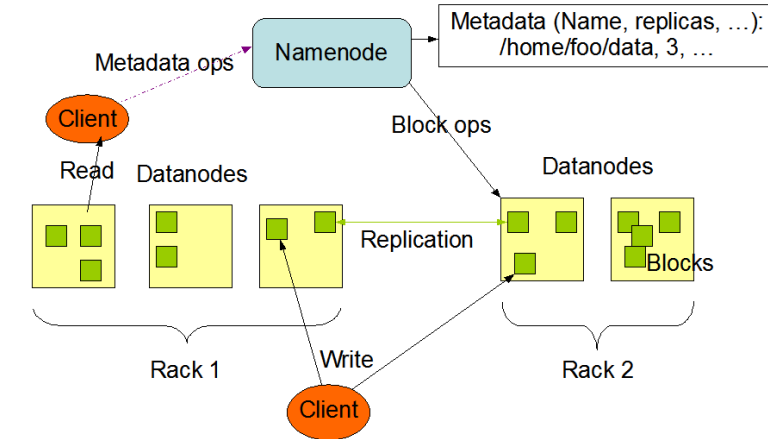 Metadata (Name, replicas, …):
/home/foo/data, 3, …
Namenode
Metadata ops
Client
Block ops
Read
Datanodes
Datanodes
Replication
Blocks
Rack 1
Write
Rack 2
Client